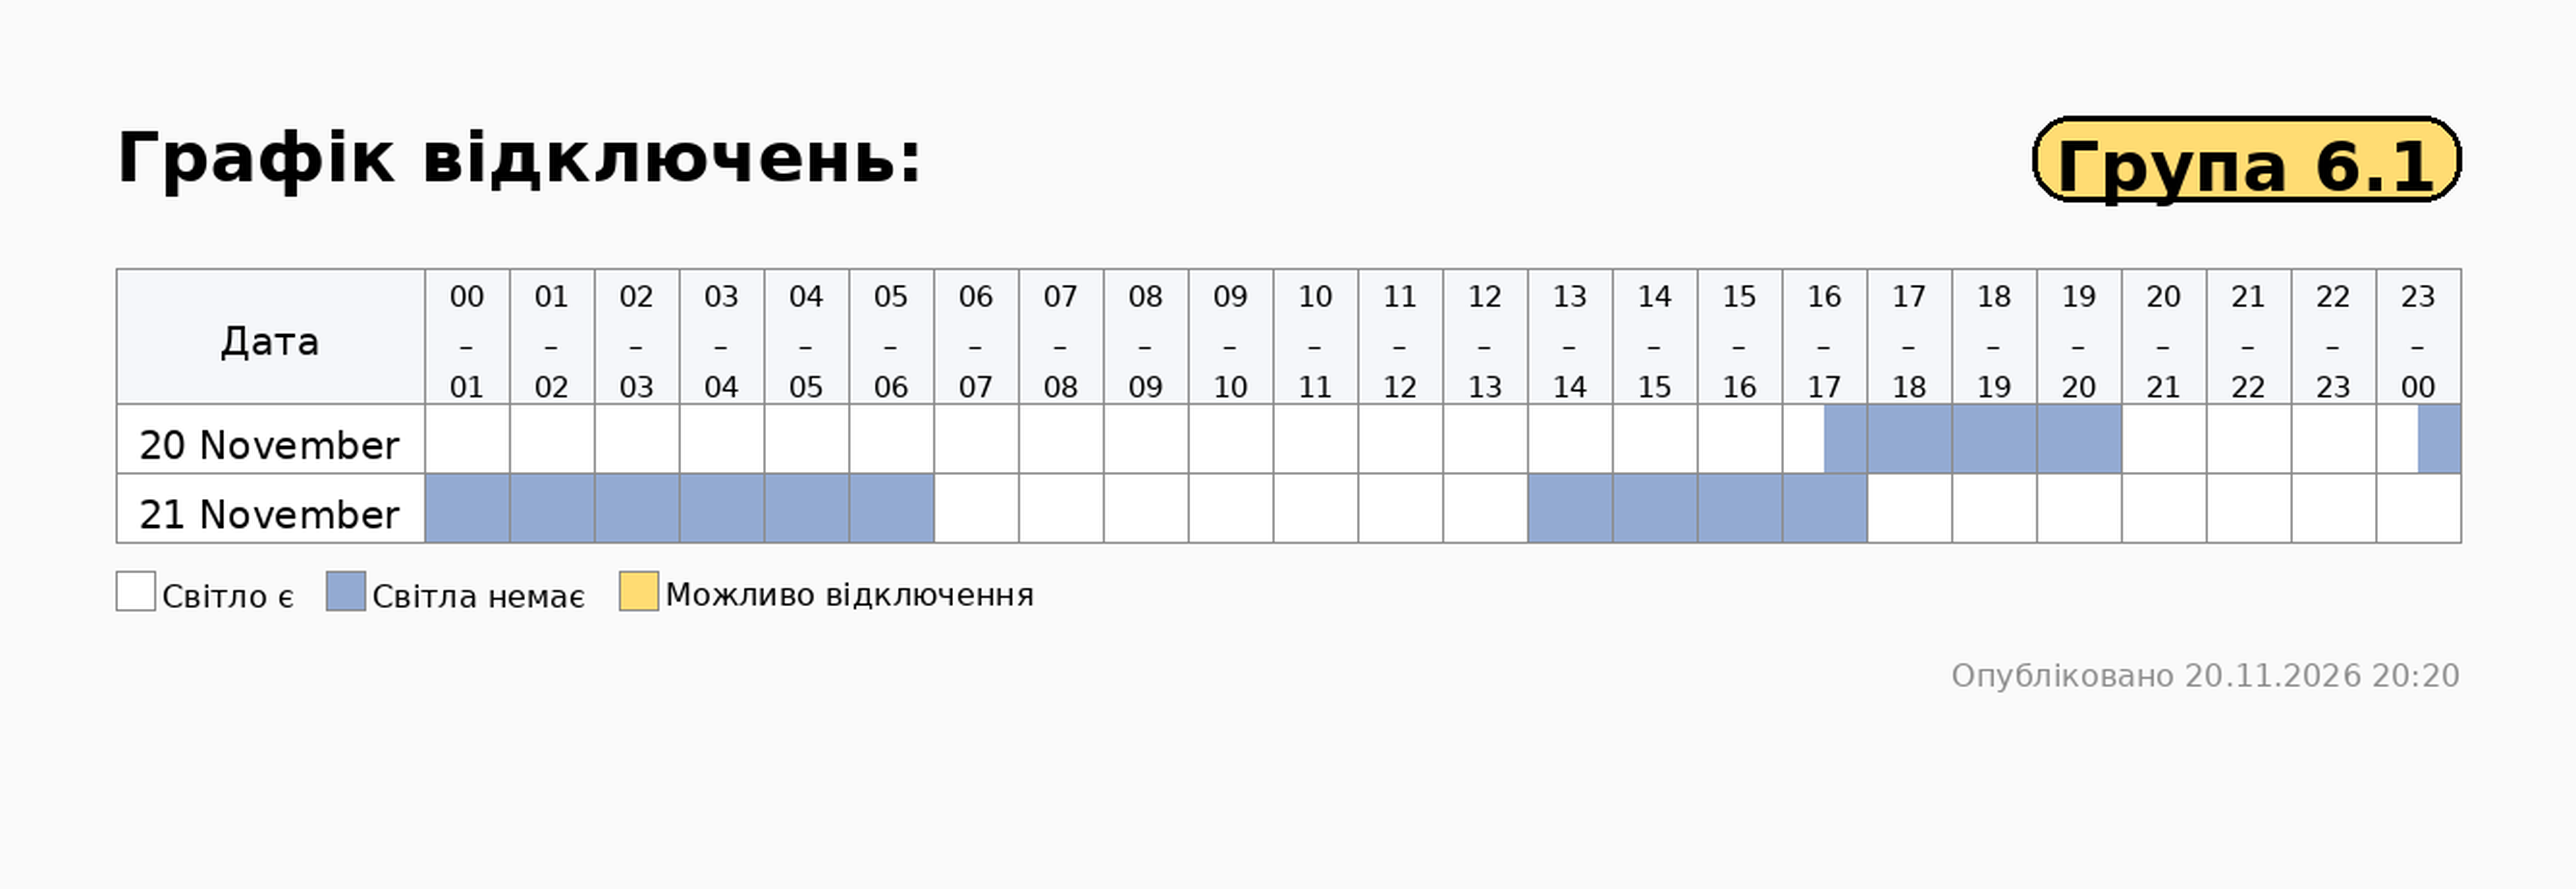 Графік відключень:
Група 6.1
Дата 00 – 01 01 – 02 02 – 03 03 – 04 04 – 05 05 – 06 06 – 07 07 – 08 08 – 09 09 – 10 10 – 11 11 – 12 12 – 13 13 – 14 14 – 15 15 – 16 16 – 17 17 – 18 18 – 19 19 – 20 20 – 21 21 – 22 22 – 23 23 – 00
20 November
21 November
Світло є Світла немає Можливо відключення
Опубліковано 20.11.2026 20:20